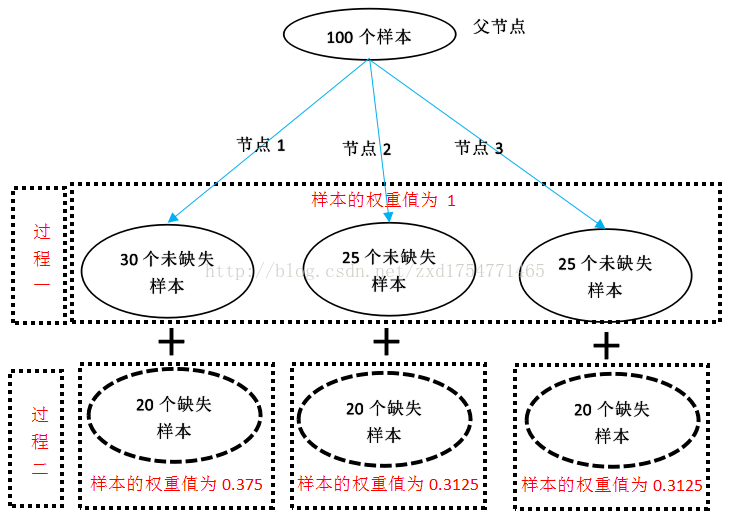 100 个样本
父节点
节点 1
节点 2
节点 3
样本的权重值为 1
过程一
30 个未缺失
样本
25 个未缺失
样本
25 个未缺失
样本
http://blog.csdn.net/zxd1754771465
+
+
+
过程二
20 个缺失
样本
20 个缺失
样本
20 个缺失
样本
样本的权重值为 0.375
样本的权重值为 0.3125
样本的权重值为 0.3125